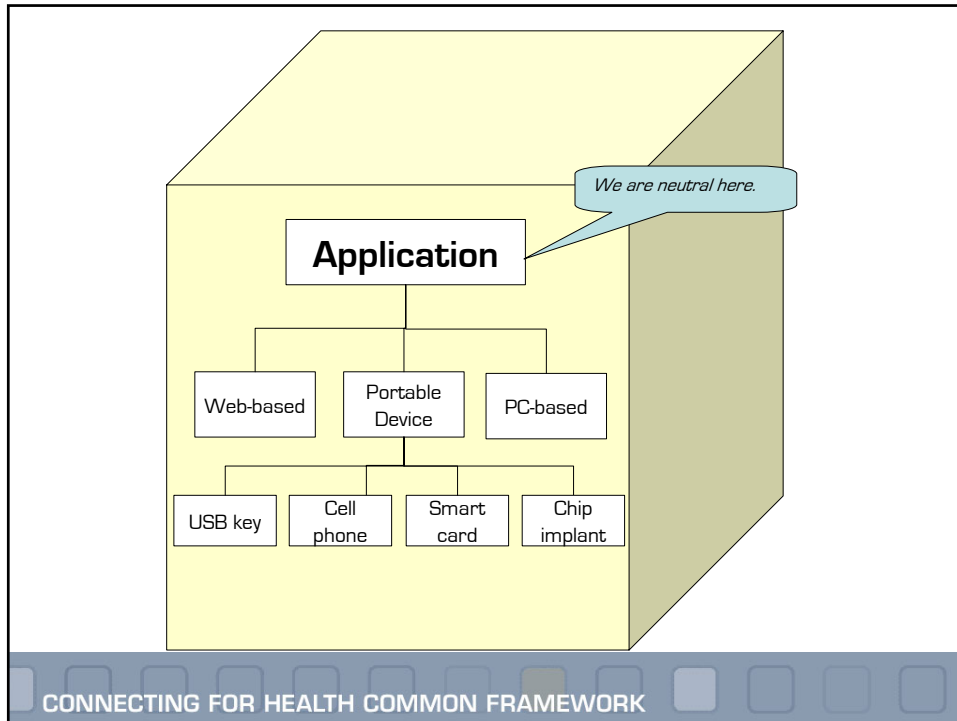 We are neutral here.
Application
Web-based
Portable
Device
PC-based
USB key
Cell
phone
Smart
card
Chip
implant
CONNECTING FOR HEALTH COMMON FRAMEWORK